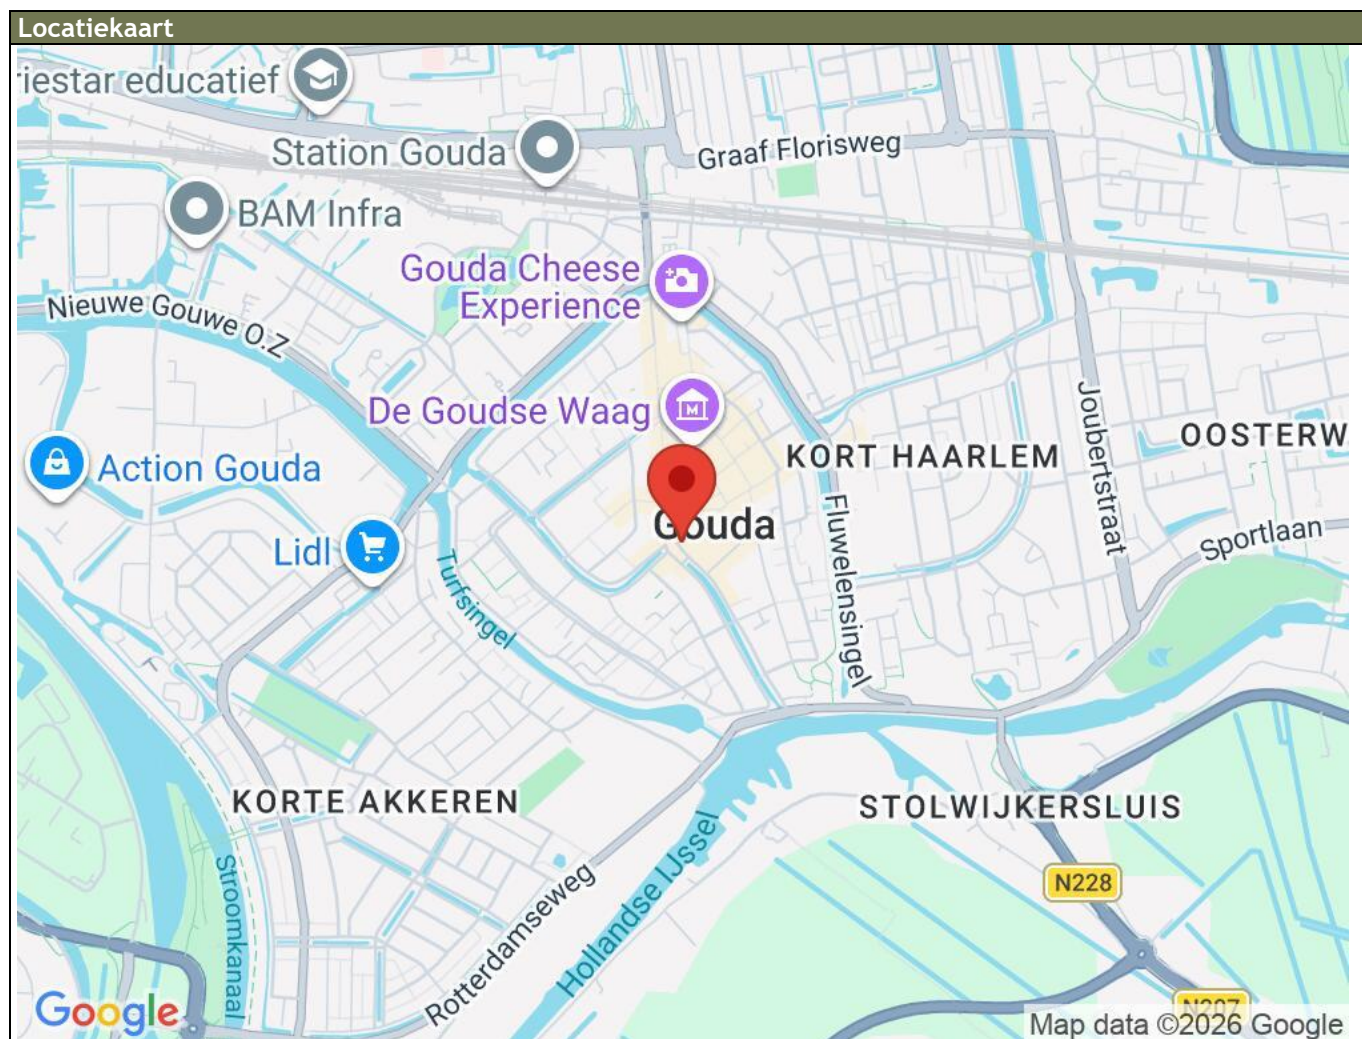 Locatiekaart
riestar educatief
Station Gouda
Graaf Florisweg
BAM Infra
Gouda Cheese
Experience
Nieuwe Gouwe O.Z
De Goudse Waag
Joubertstraat
OOSTERW
KORT HAARLEM
Action Gouda
Gouda
Fluwelensingel
Sportlaan
Lidl
Turfsingel
KORTE AKKEREN
STOLWIJKERSLUIS
Stroomkanaal
Hollandse IJssel
N228
Rotterdamseweg
N207
Google
Map data ©2026 Google